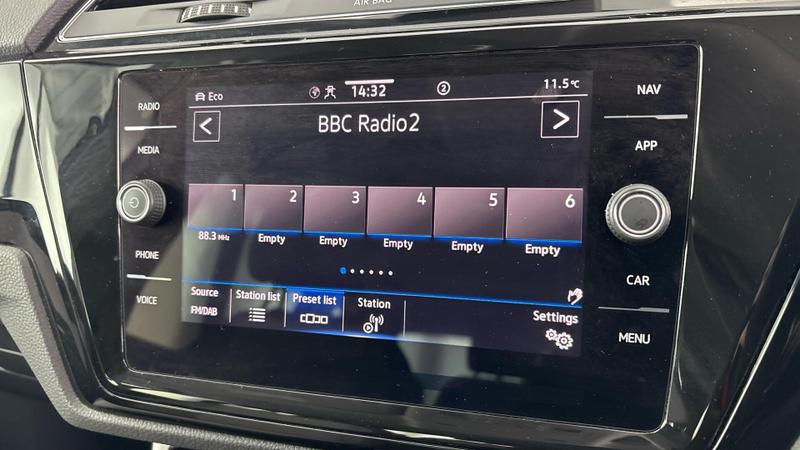 AIR BAG
RADIO
MEDIA
PHONE
VOICE
Eco
14:32
2
11.5°C
BBC Radio2
1 2 3 4 5 6
88.3 MHz Empty Empty Empty Empty Empty
Source
FM/DAB
Station list
Preset list
Station
Settings
NAV
APP
CAR
MENU